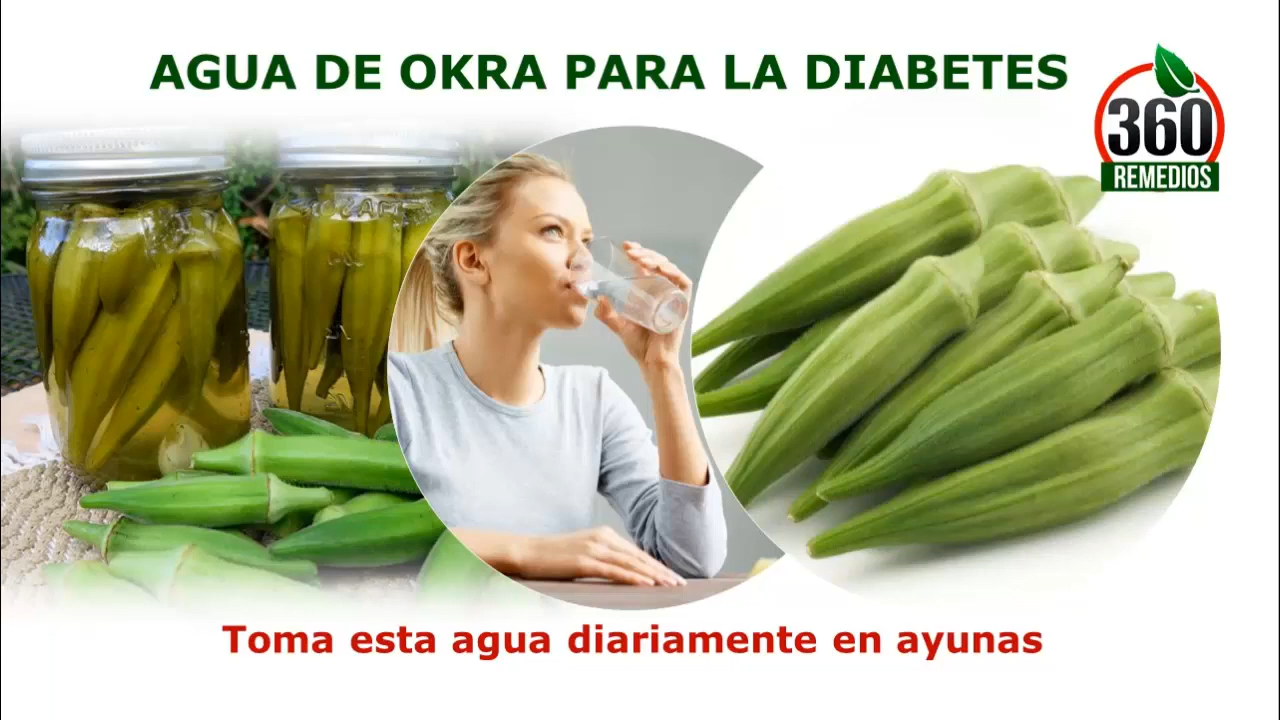 AGUA DE OKRA PARA LA DIABETES
360
REMEDIOS
Toma esta agua diariamente en ayunas